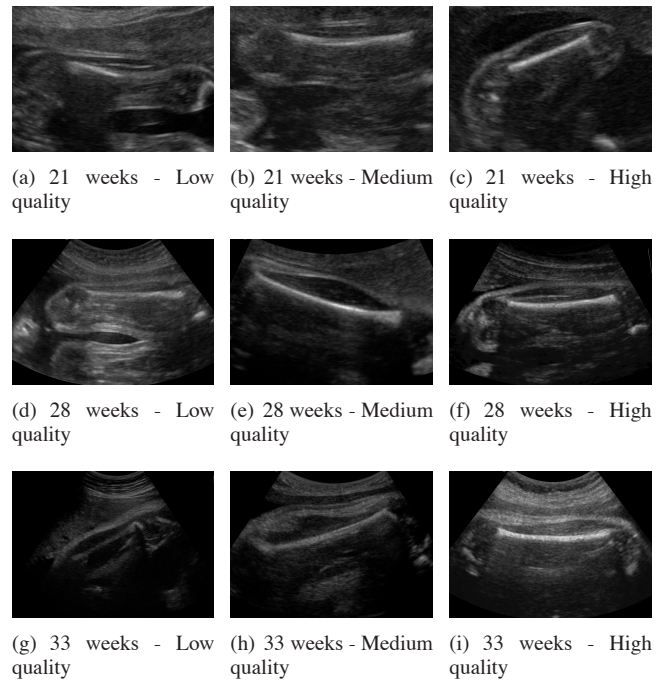 (a) 21 weeks - Low
quality
(b) 21 weeks - Medium
quality
(c) 21 weeks - High
quality
(d) 28 weeks - Low
quality
(e) 28 weeks - Medium
quality
(f) 28 weeks - High
quality
(g) 33 weeks - Low
quality
(h) 33 weeks - Medium
quality
(i) 33 weeks - High
quality